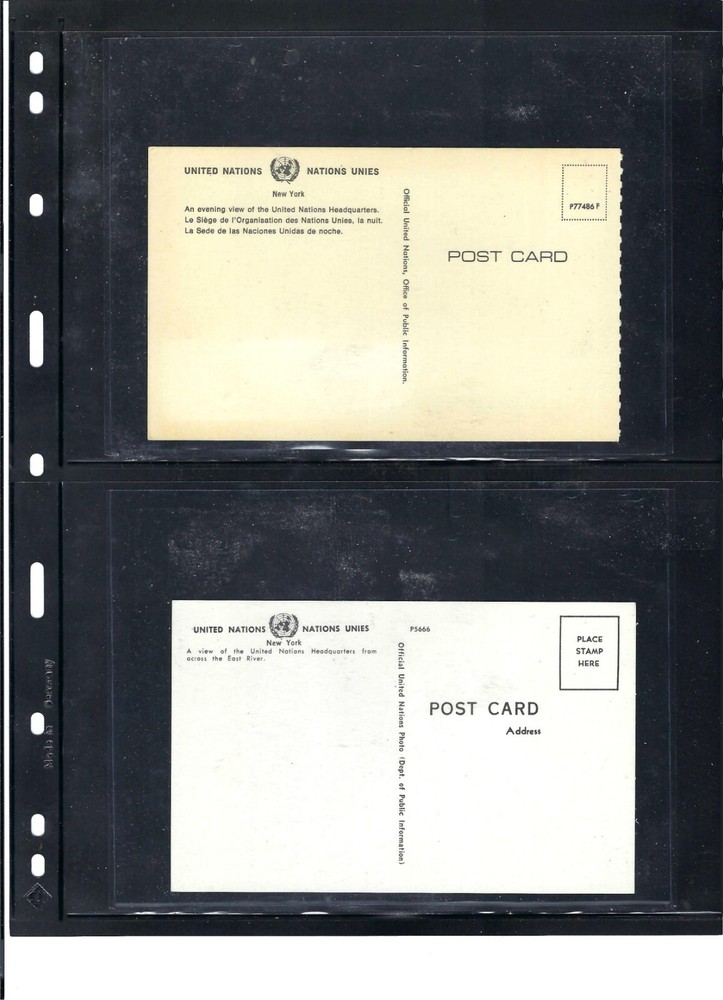 UNITED NATIONS NATIONS UNIES
New York
An evening view of the United Nations Headquarters.
Le Siège de l'Organisation des Nations Unies, la nuit.
La Sede de las Naciones Unidas de noche.
Official United Nations, Office of Public Information.
P77486 F
POST CARD
UNITED NATIONS NATIONS UNIES
New York
A view of the United Nations Headquarters from
across the East River.
P5666
Official United Nations Photo (Dept. of Public Information)
PLACE
STAMP
HERE
POST CARD
Address
Made in Germany